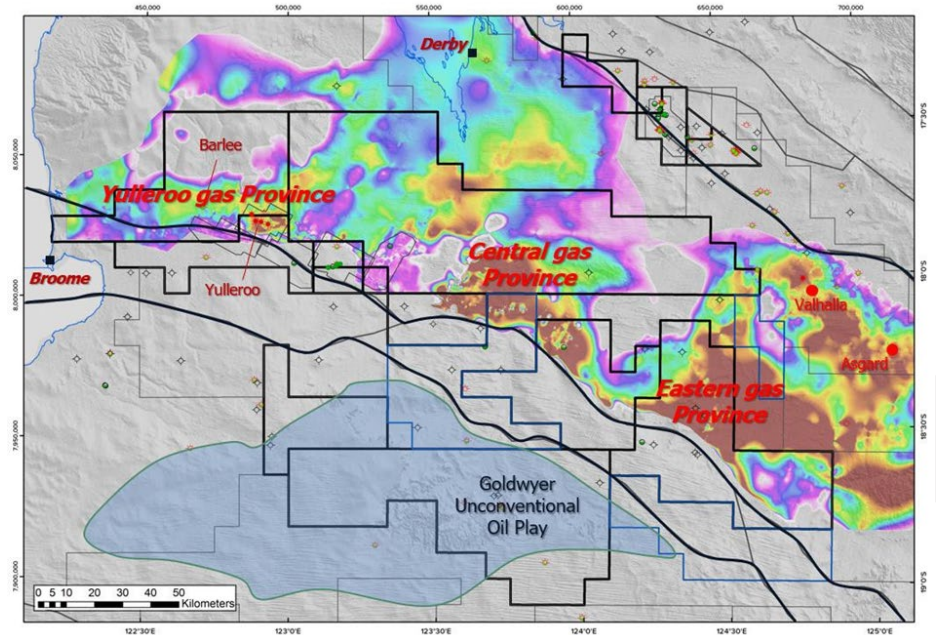 450,000 500,000 550,000 600,000 650,000 700,000
Derby
17°30'S
8,050,000
Barlee
Yulleroo gas Province
Central gas
Province
18°0'S
Broome
Yulleroo
8,000,000
Valhalla
Asgard
Eastern gas
Province
18°30'S
7,950,000
Goldwyer
Unconventional
Oil Play
7,900,000
19°0'S
0 5 10 20 30 40 50
Kilometers
122°30'E 123°0'E 123°30'E 124°0'E 124°30'E 125°0'E